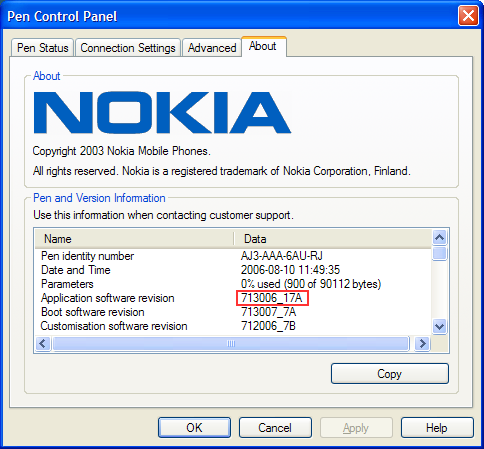 Pen Control Panel
Pen Status Connection Settings Advanced About
About
NOKIA
Copyright 2003 Nokia Mobile Phones.
All rights reserved. Nokia is a registered trademark of Nokia Corporation, Finland.
Pen and Version Information
Use this information when contacting customer support.
Name Data
Pen identity number AJ3-AAA-6AU-RJ
Date and Time 2006-08-10 11:49:35
Parameters 0% used (900 of 90112 bytes)
Application software revision 713006_17A
Boot software revision 713007_7A
Customisation software revision 712006_7B
Copy
OK Cancel Apply Help